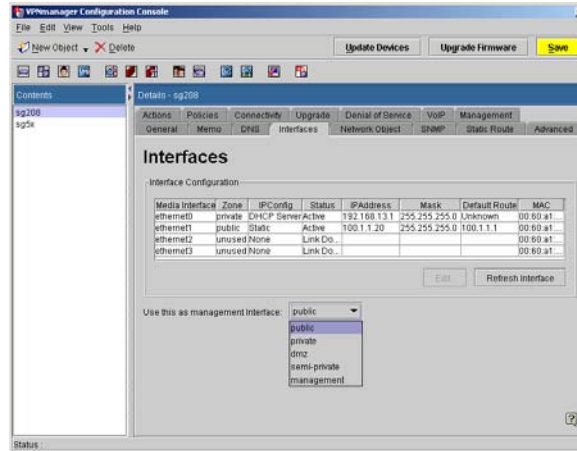 VPNmanager Configuration Console
File Edit View Tools Help
New Object Delete Update Devices Upgrade Firmware Save
Contents
Details - sg208
sg208
sg5x
Actions Policies Connectivity Upgrade Denial of Service VoIP Management
General Memo DNS Interfaces Network Object SNMP Static Route Advanced
Interfaces
Interface Configuration
Media Interface Zone IPConfig Status IPAddress Mask Default Route MAC
ethernet0 private DHCP Server Active 192.168.13.1 255.255.255.0 Unknown 00:60:a1:...
ethernet1 public Static Active 100.1.1.20 255.255.255.0 100.1.1.1 00:60:a1:...
ethernet2 unused None Link Do... 00:60:a1:...
ethernet3 unused None Link Do... 00:60:a1:...
Edit Refresh Interface
Use this as management interface: public
public
private
dmz
semi-private
management
Status :